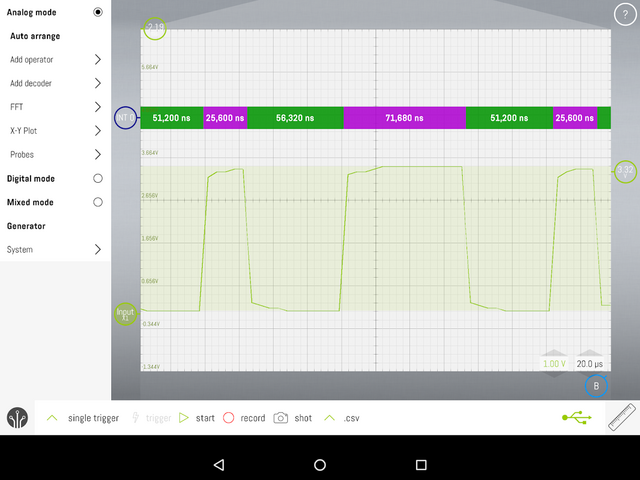 Analog mode
Auto arrange
Add operator
Add decoder
FFT
X-Y Plot
Probes
Digital mode
Mixed mode
Generator
System
2.19
5.664V
INT 0
51,200 ns 25,600 ns 56,320 ns 71,680 ns 51,200 ns 25,600 ns
3.664V
2.656V
1.656V
0.656V
0.344V
1.344V
3.32
V
Input
1.00 V 20.0 µs
B
?
single trigger trigger start record shot .csv